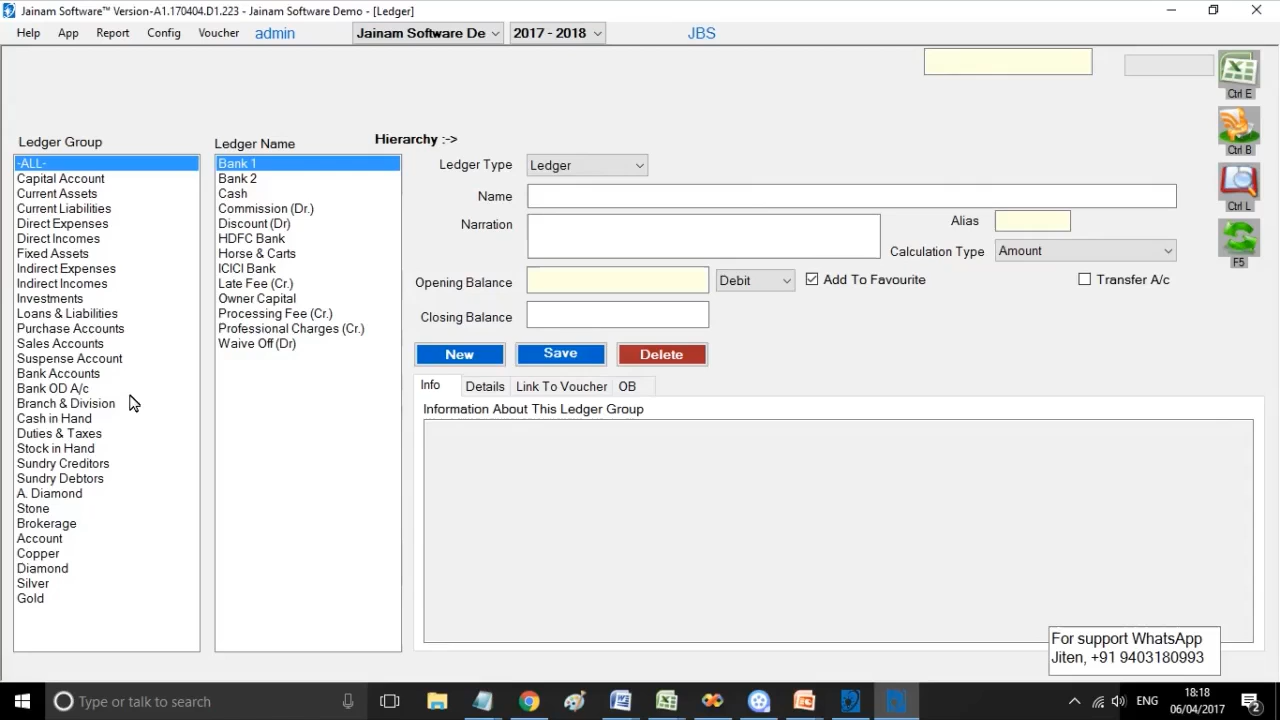 Jainam Software™ Version-A1.170404.D1.223 - Jainam Software Demo - [Ledger]
Help App Report Config Voucher admin Jainam Software De 2017 - 2018 JBS
Ctrl E
Ctrl B
Ctrl L
F5
Ledger Group
-ALL-
Capital Account
Current Assets
Current Liabilities
Direct Expenses
Direct Incomes
Fixed Assets
Indirect Expenses
Indirect Incomes
Investments
Loans & Liabilities
Purchase Accounts
Sales Accounts
Suspense Account
Bank Accounts
Bank OD A/c
Branch & Division
Cash in Hand
Duties & Taxes
Stock in Hand
Sundry Creditors
Sundry Debtors
A. Diamond
Stone
Brokerage
Account
Copper
Diamond
Silver
Gold
Ledger Name
Bank 1
Bank 2
Cash
Commission (Dr.)
Discount (Dr)
HDFC Bank
Horse & Carts
ICICI Bank
Late Fee (Cr.)
Owner Capital
Processing Fee (Cr.)
Professional Charges (Cr.)
Waive Off (Dr)
Hierarchy :->
Ledger Type Ledger
Name
Narration
Alias
Calculation Type Amount
Opening Balance Debit Add To Favourite Transfer A/c
Closing Balance
New Save Delete
Info Details Link To Voucher OB
Information About This Ledger Group
For support WhatsApp
Jiten, +91 9403180993
Type or talk to search
ENG
18:18
06/04/2017
2